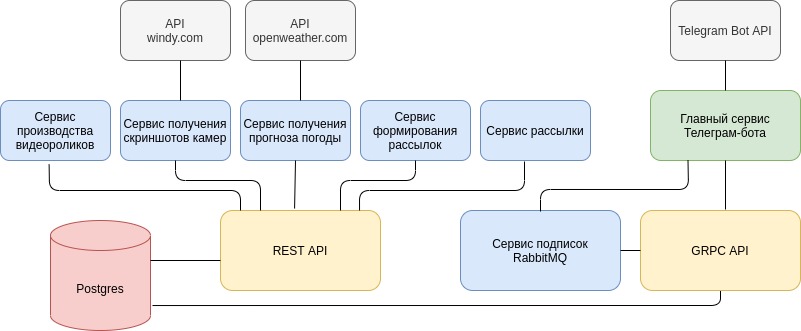 API
windy.com
API
openweather.com
Telegram Bot API
Сервис
производства
видеороликов
Сервис получения
скриншотов камер
Сервис получения
прогноза погоды
Сервис
формирования
рассылок
Сервис рассылки
Главный сервис
Телеграм-бота
REST API
Сервис подписок
RabbitMQ
GRPC API
Postgres